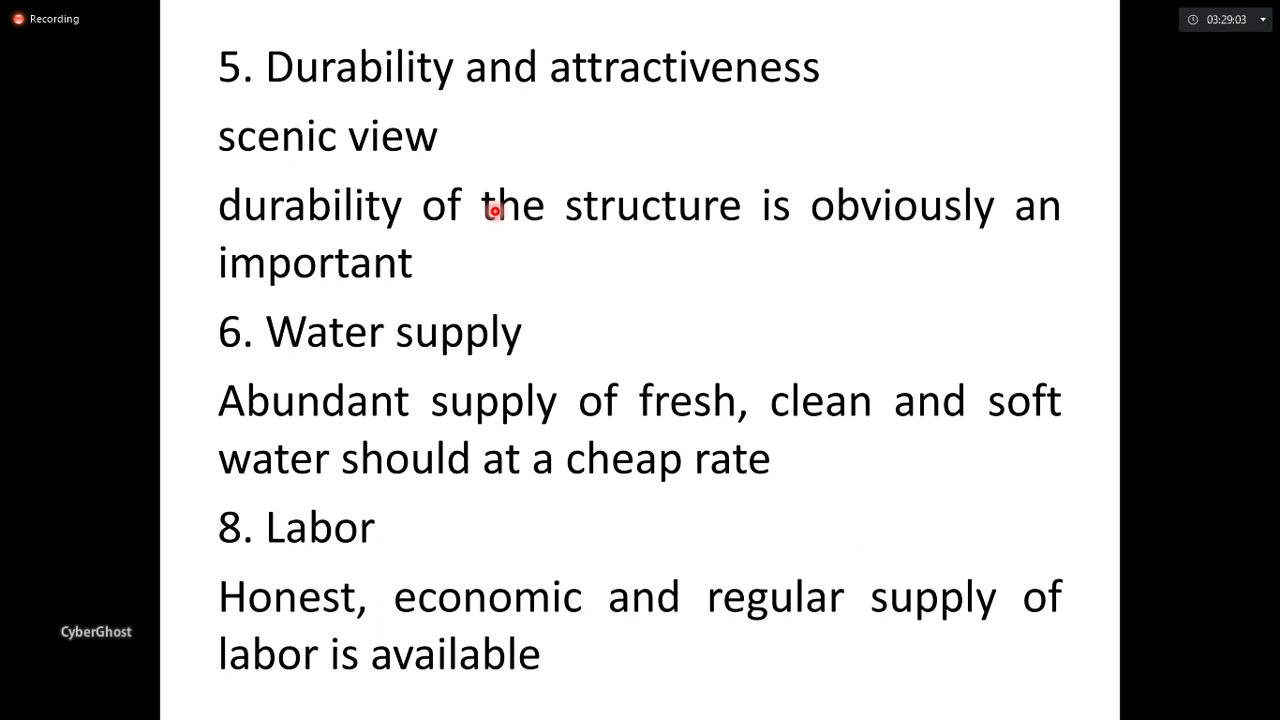 Recording
03:29:03
5. Durability and attractiveness
scenic view
durability of the structure is obviously an
important
6. Water supply
Abundant supply of fresh, clean and soft
water should at a cheap rate
8. Labor
Honest, economic and regular supply of
labor is available
CyberGhost